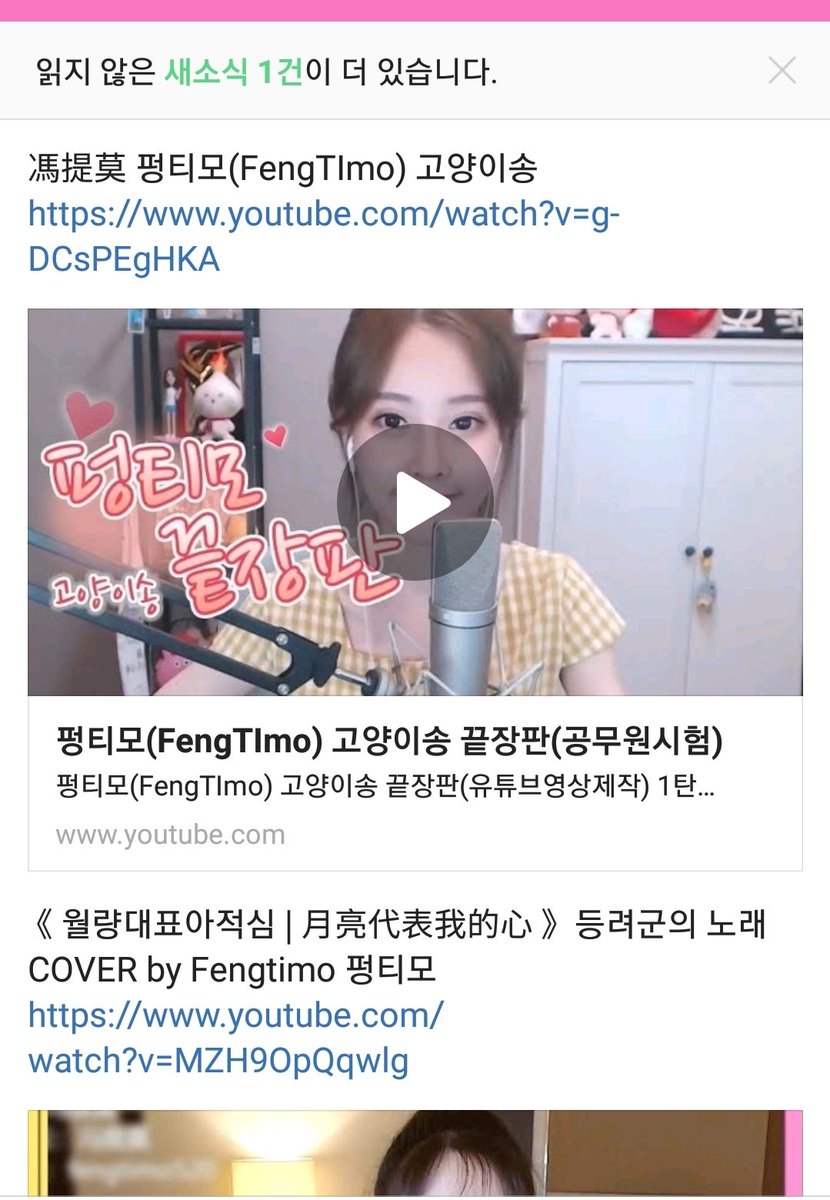 읽지 않은 새소식 1건이 더 있습니다.
馮提莫 펑티모(FengTImo) 고양이송
https://www.youtube.com/watch?v=g-
DCsPEgHKA
펑티모
끝장판
고양이송
펑티모(FengTImo) 고양이송 끝장판(공무원시험)
펑티모(FengTImo) 고양이송 끝장판(유튜브영상제작) 1탄...
www.youtube.com
《 월량대표아적심 | 月亮代表我的心 》 등려군의 노래
COVER by Fengtimo 펑티모
https://www.youtube.com/
watch?v=MZH9OpQqwlg